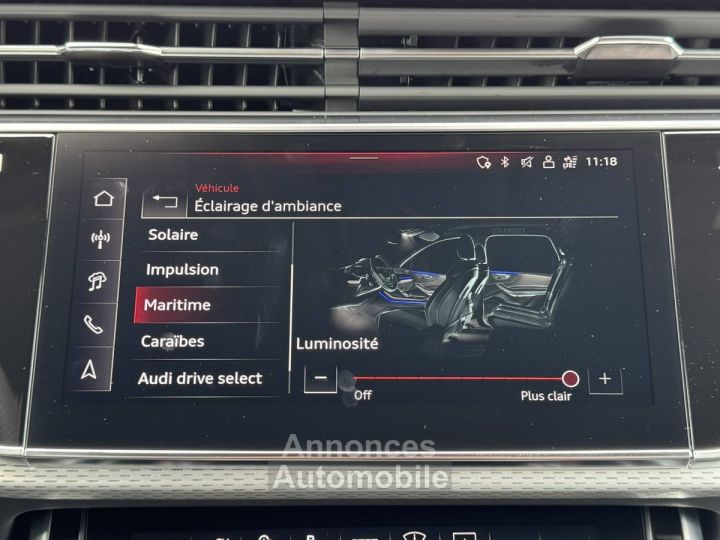 11:18
Véhicule
Éclairage d'ambiance
Solaire
Impulsion
Maritime
Caraïbes
Audi drive select
Luminosité
Off
Plus clair
Annonces
Automobile